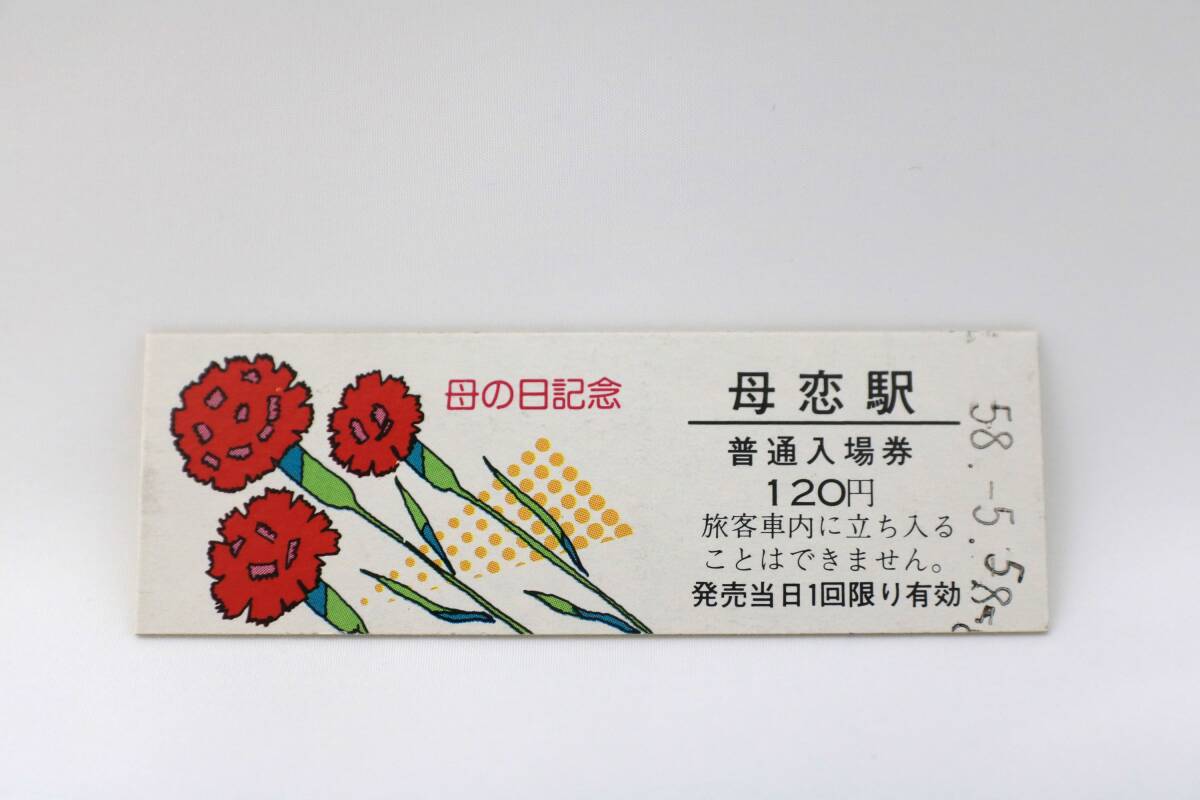 母の日記念
母恋駅
普通入場券
120円
旅客車内に立ち入る
ことはできません。
発売当日1回限り有効
58.-5.-5